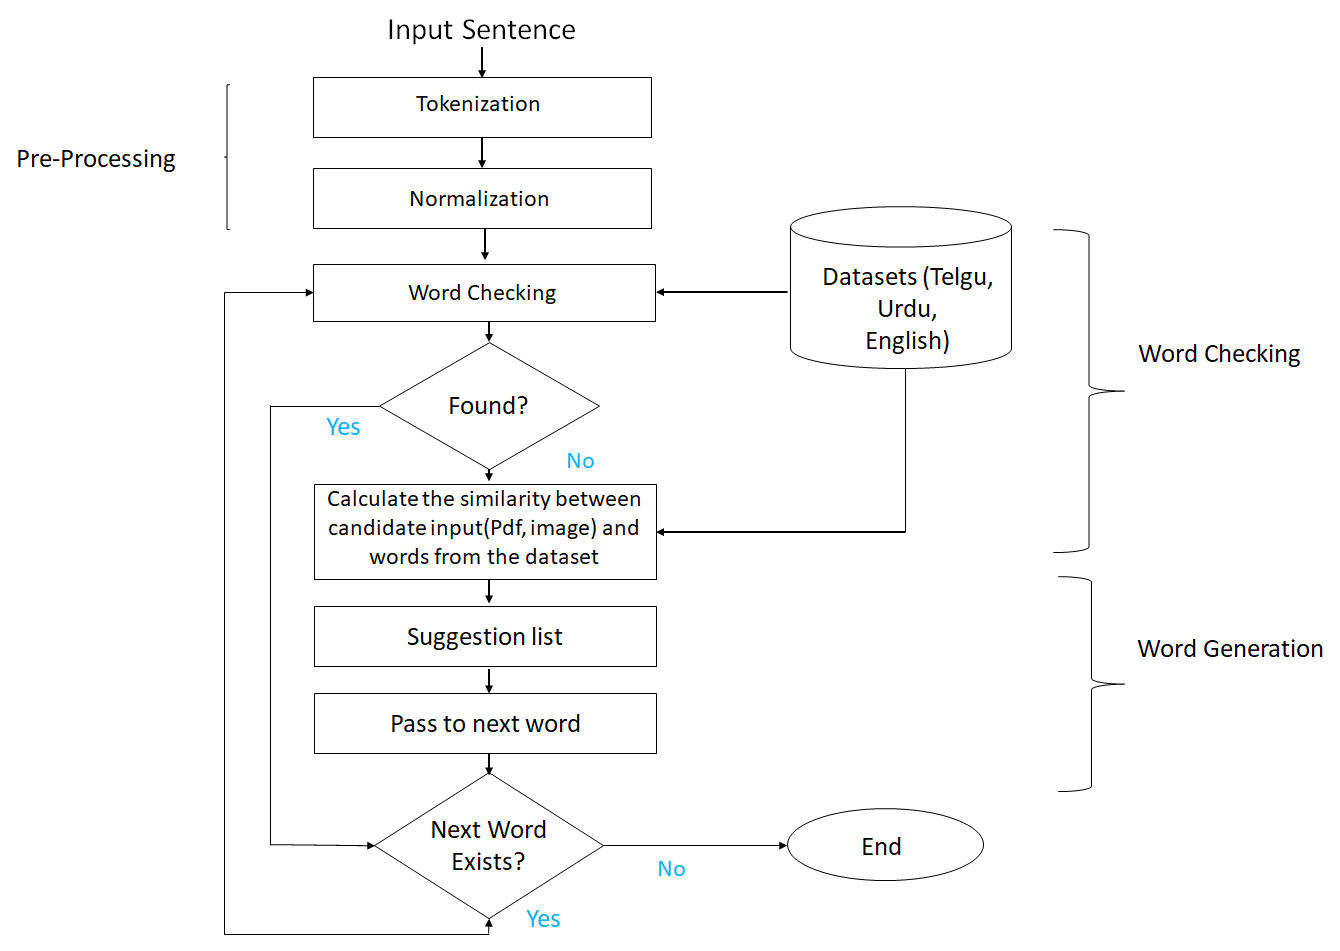 Input Sentence
Tokenization
Pre-Processing
Normalization
Datasets (Telgu,
Urdu,
English)
Word Checking
Word Checking
Found?
Yes
No
Calculate the similarity between
candidate input(Pdf, image) and
words from the dataset
Suggestion list
Word Generation
Pass to next word
Next Word
Exists?
End
No
Yes